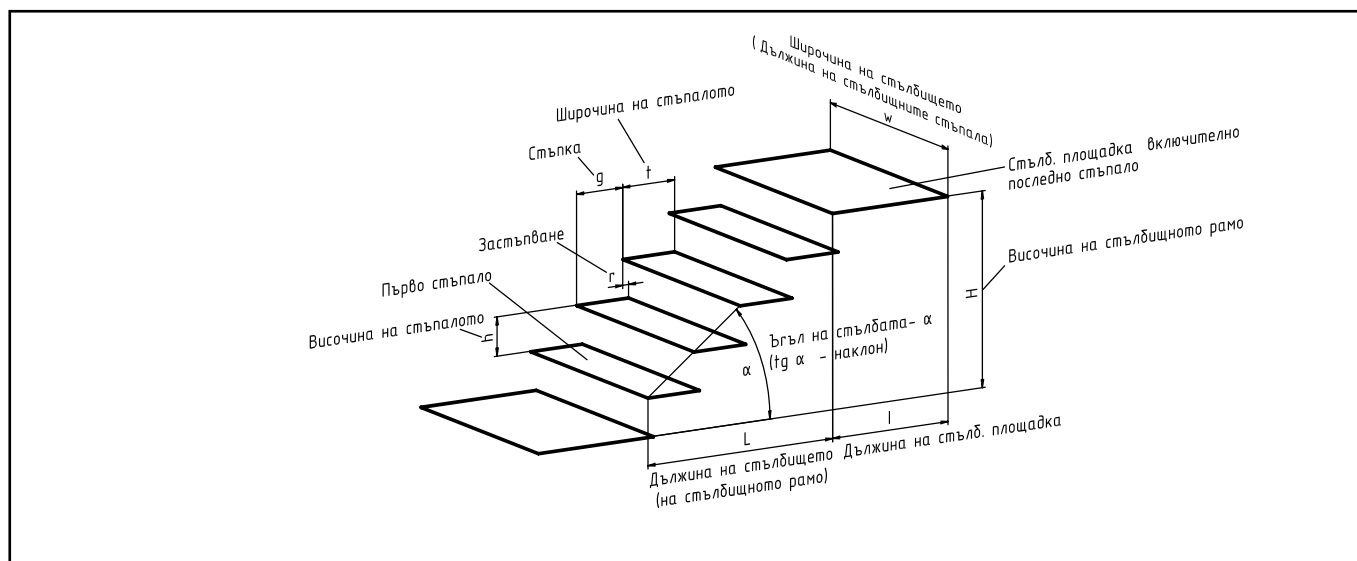 Широчина на стълбището
( Дължина на стълбищните стъпала)
w
Широчина на стъпалото
Стъпка
g
t
Стълб. площадка включително
последно стъпало
Застъпване
r
Височина на стълбищното рамо
H
Първо стъпало
Височина на стъпалото
h
Ъгъл на стълбата- α
(tg α - наклон)
α
L
l
Дължина на стълбището
(на стълбищното рамо)
Дължина на стълб. площадка